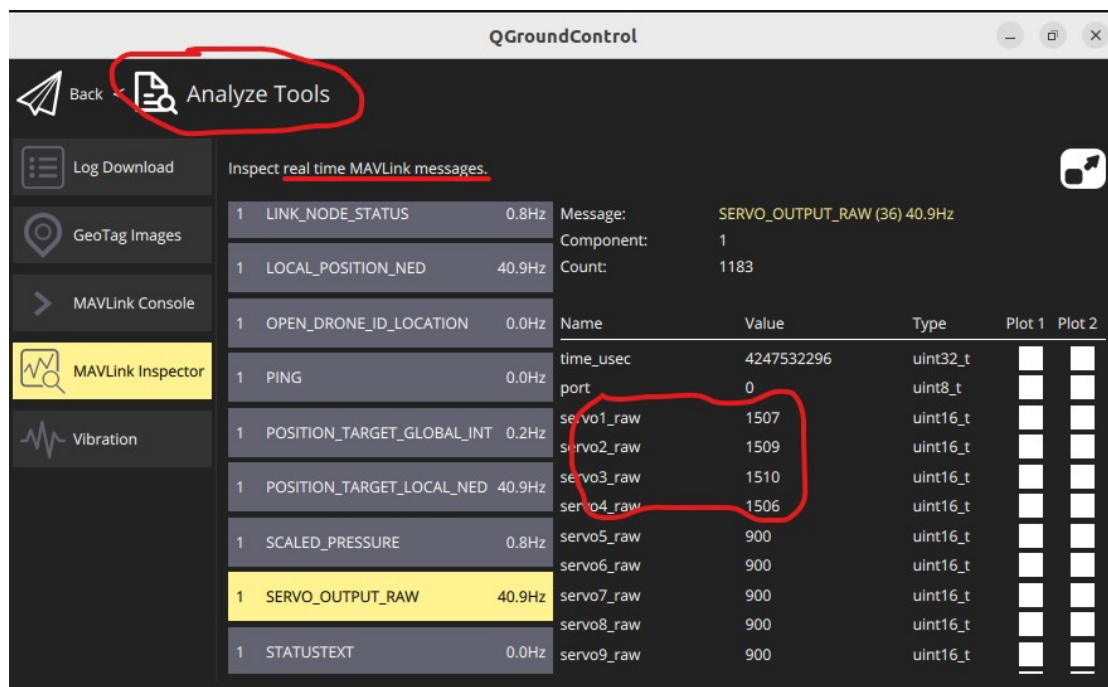 QGroundControl
Back < Analyze Tools
Log Download
GeoTag Images
MAVLink Console
MAVLink Inspector
Vibration
Inspect real time MAVLink messages.
1 LINK_NODE_STATUS 0.8Hz
1 LOCAL_POSITION_NED 40.9Hz
1 OPEN_DRONE_ID_LOCATION 0.0Hz
1 PING 0.0Hz
1 POSITION_TARGET_GLOBAL_INT 0.2Hz
1 POSITION_TARGET_LOCAL_NED 40.9Hz
1 SCALED_PRESSURE 0.8Hz
1 SERVO_OUTPUT_RAW 40.9Hz
1 STATUSTEXT 0.0Hz
Message: SERVO_OUTPUT_RAW (36) 40.9Hz
Component: 1
Count: 1183
Name Value Type Plot 1 Plot 2
time_usec 4247532296 uint32_t
port 0 uint8_t
servo1_raw 1507 uint16_t
servo2_raw 1509 uint16_t
servo3_raw 1510 uint16_t
servo4_raw 1506 uint16_t
servo5_raw 900 uint16_t
servo6_raw 900 uint16_t
servo7_raw 900 uint16_t
servo8_raw 900 uint16_t
servo9_raw 900 uint16_t